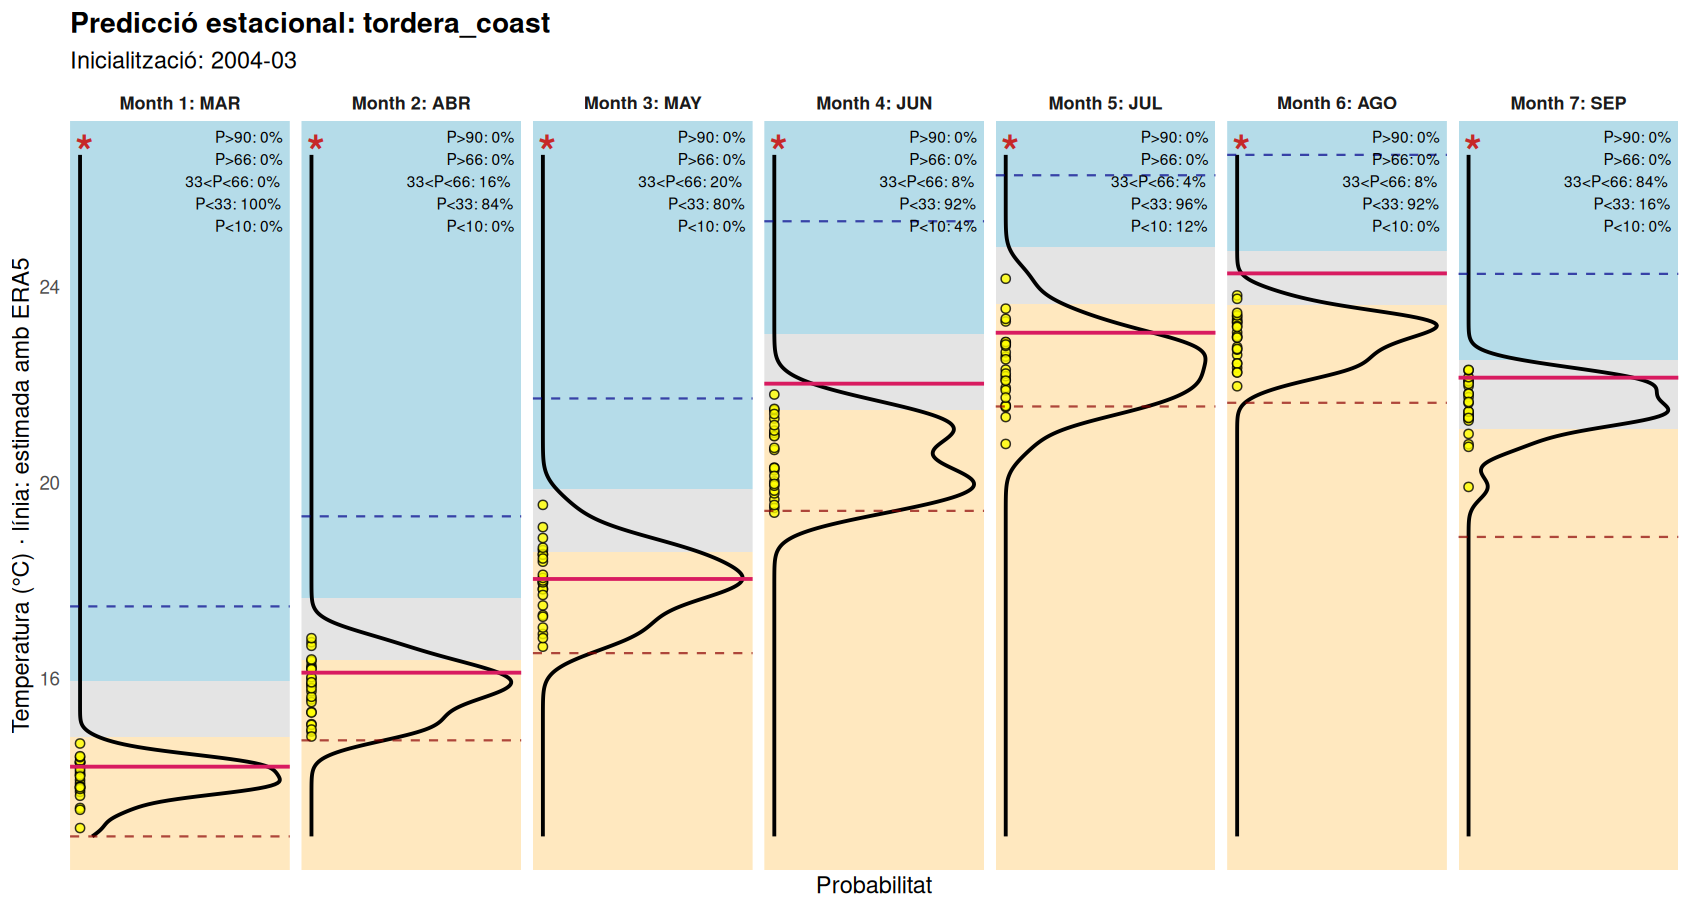 Predicció estacional: tordera_coast
Inicialització: 2004-03
Month 1: MAR
Month 2: ABR
Month 3: MAY
Month 4: JUN
Month 5: JUL
Month 6: AGO
Month 7: SEP
*
P>90: 0%
P>66: 0%
33<P<66: 0%
P<33: 100%
P<10: 0%
*
P>90: 0%
P>66: 0%
33<P<66: 16%
P<33: 84%
P<10: 0%
*
P>90: 0%
P>66: 0%
33<P<66: 20%
P<33: 80%
P<10: 0%
*
P>90: 0%
P>66: 0%
33<P<66: 8%
P<33: 92%
P<10: 4%
*
P>90: 0%
P>66: 0%
33<P<66: 4%
P<33: 96%
P<10: 12%
*
P>90: 0%
P>66: 0%
33<P<66: 8%
P<33: 92%
P<10: 0%
*
P>90: 0%
P>66: 0%
33<P<66: 84%
P<33: 16%
P<10: 0%
Temperatura (°C) · línia: estimada amb ERA5
24
20
16
Probabilitat